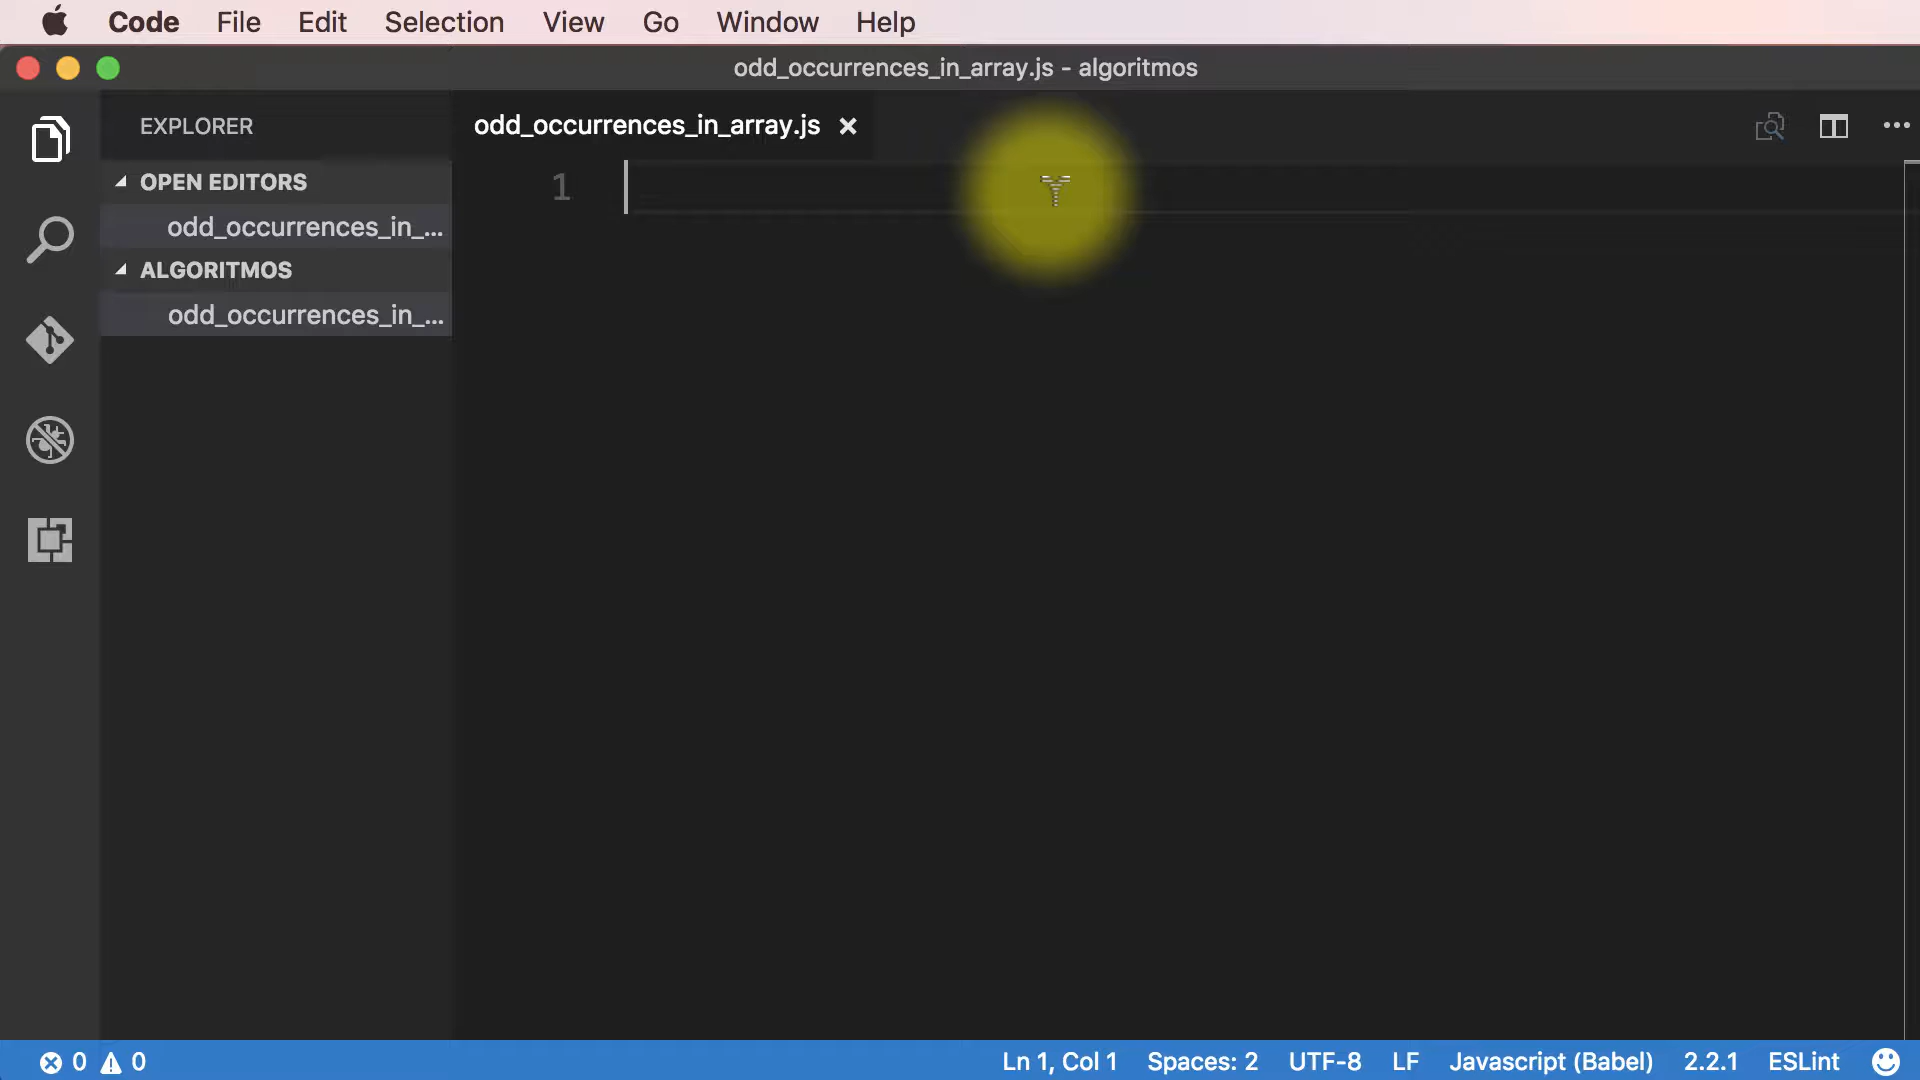 Code File Edit Selection View Go Window Help
odd_occurrences_in_array.js - algoritmos
EXPLORER
odd_occurrences_in_array.js
OPEN EDITORS
odd_occurrences_in_...
ALGORITMOS
odd_occurrences_in_...
1
0 0 Ln 1, Col 1 Spaces: 2 UTF-8 LF Javascript (Babel) 2.2.1 ESLint